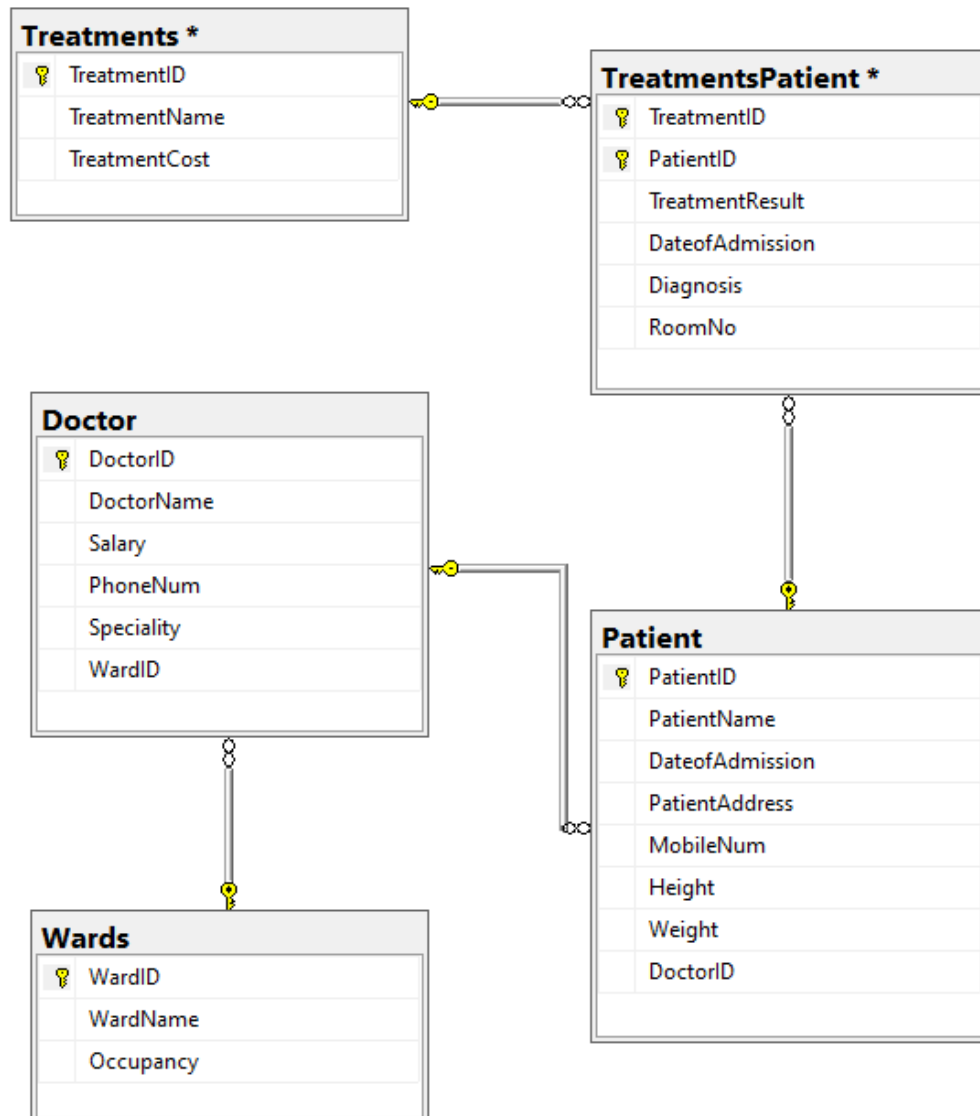 Treatments *
TreatmentID
TreatmentName
TreatmentCost
TreatmentsPatient *
TreatmentID
PatientID
TreatmentResult
DateofAdmission
Diagnosis
RoomNo
Doctor
DoctorID
DoctorName
Salary
PhoneNum
Speciality
WardID
Patient
PatientID
PatientName
DateofAdmission
PatientAddress
MobileNum
Height
Weight
DoctorID
Wards
WardID
WardName
Occupancy